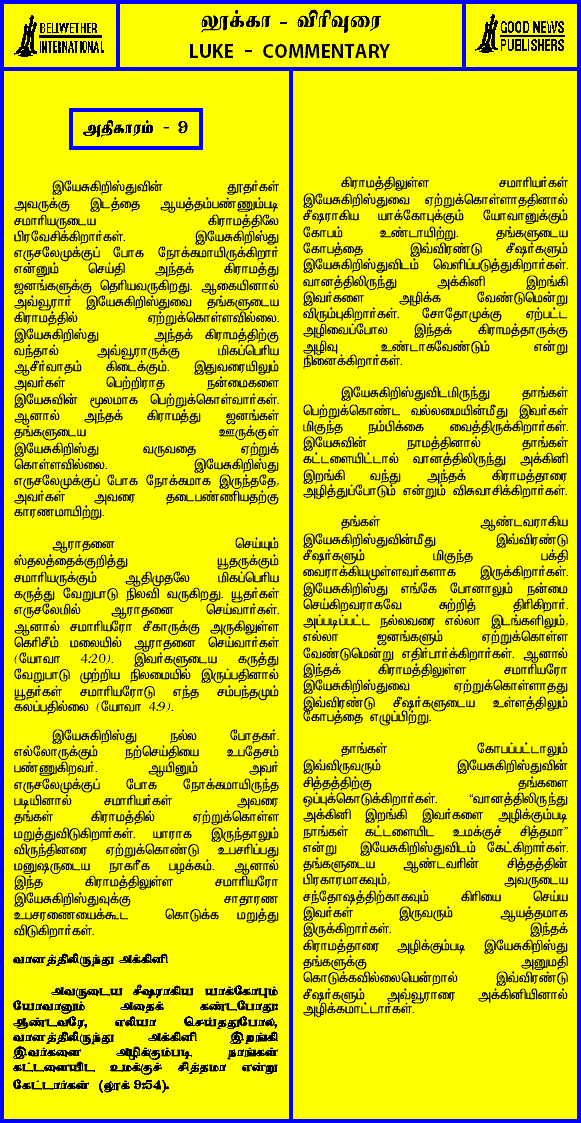 BELWETHER
INTERNATIONAL
லூக்கா - விரிவுரை
LUKE - COMMENTARY
GOOD NEWS
PUBLISHERS
அதிகாரம் - 9
இயேசுகிறிஸ்துவின் தூதர்கள்
அவருக்கு இடத்தை ஆயத்தம்பண்ணும்படி
சமாரியருடைய கிராமத்திலே
பிரவேசிக்கிறார்கள். இயேசுகிறிஸ்து
எருசலேமுக்குப் போக நோக்கமாயிருக்கிறார்
என்னும் செய்தி அந்தக் கிராமத்து
ஜனங்களுக்கு தெரியவருகிறது. ஆகையினால்
அவ்வூரார் இயேசுகிறிஸ்துவை தங்களுடைய
கிராமத்தில் ஏற்றுக்கொள்ளவில்லை.
இயேசுகிறிஸ்து அந்தக் கிராமத்திற்கு
வந்தால் அவ்வூராருக்கு மிகப்பெரிய
ஆசீர்வாதம் கிடைக்கும். இதுவரையிலும்
அவர்கள் பெற்றிராத நன்மைகளை
இயேசுவின் மூலமாக பெற்றுக்கொள்வார்கள்.
ஆனால் அந்தக் கிராமத்து ஜனங்கள்
தங்களுடைய ஊருக்குள்
இயேசுகிறிஸ்து வருவதை ஏற்றுக்
கொள்ளவில்லை. இயேசுகிறிஸ்து
எருசலேமுக்குப் போக நோக்கமாக இருந்ததே,
அவர்கள் அவரை தடைபண்ணியதற்கு
காரணமாயிற்று.
ஆராதனை செய்யும்
ஸ்தலத்தைக்குறித்து யூதருக்கும்
சமாரியருக்கும் ஆதிமுதலே மிகப்பெரிய
கருத்து வேறுபாடு நிலவி வருகிறது. யூதர்கள்
எருசலேமில் ஆராதனை செய்வார்கள்.
ஆனால் சமாரியரோ சீகாருக்கு அருகிலுள்ள
கெரிசீம் மலையில் ஆராதனை செய்வார்கள்
(யோவா 4:20). இவர்களுடைய கருத்து
வேறுபாடு முற்றிய நிலமையில் இருப்பதினால்
யூதர்கள் சமாரியரோடு எந்த சம்பந்தமும்
கலப்பதில்லை (யோவா 4:9).
இயேசுகிறிஸ்து நல்ல போதகர்.
எல்லோருக்கும் நற்செய்தியை உபதேசம்
பண்ணுகிறவர். ஆயினும் அவர்
எருசலேமுக்குப் போக நோக்கமாயிருந்த
படியினால் சமாரியர்கள் அவரை
தங்கள் கிராமத்தில் ஏற்றுக்கொள்ள
மறுத்துவிடுகிறார்கள். யாராக இருந்தாலும்
விருந்தினரை ஏற்றுக்கொண்டு உபசரிப்பது
மனுஷருடைய நாகரீக பழக்கம். ஆனால்
இந்த கிராமத்திலுள்ள சமாரியரோ
இயேசுகிறிஸ்துவுக்கு சாதாரண
உபசரணையைக்கூட கொடுக்க மறுத்து
விடுகிறார்கள்.
வானத்திலிருந்து அக்கினி
அவருடைய சீஷராகிய யாக்கோபும்
யோவானும் அதைக் கண்டபோது:
ஆண்டவரே, எலியா செய்ததுபோல,
வானத்திலிருந்து அக்கினி இறங்கி
இவர்களை அழிக்கும்படி நாங்கள்
கட்டளையிட உமக்குச் சித்தமா என்று
கேட்டார்கள் (லூக் 9:54).
கிராமத்திலுள்ள சமாரியர்கள்
இயேசுகிறிஸ்துவை ஏற்றுக்கொள்ளாததினால்
சீஷராகிய யாக்கோபுக்கும் யோவானுக்கும்
கோபம் உண்டாயிற்று. தங்களுடைய
கோபத்தை இவ்விரண்டு சீஷர்களும்
இயேசுகிறிஸ்துவிடம் வெளிப்படுத்துகிறார்கள்.
வானத்திலிருந்து அக்கினி இறங்கி
இவர்களை அழிக்க வேண்டுமென்று
விரும்புகிறார்கள். சோதோமுக்கு ஏற்பட்ட
அழிவைப்போல இந்தக் கிராமத்தாருக்கு
அழிவு உண்டாகவேண்டும் என்று
நினைக்கிறார்கள்.
இயேசுகிறிஸ்துவிடமிருந்து தாங்கள்
பெற்றுக்கொண்ட வல்லமையின்மீது இவர்கள்
மிகுந்த நம்பிக்கை வைத்திருக்கிறார்கள்.
இயேசுவின் நாமத்தினால் தாங்கள்
கட்டளையிட்டால் வானத்திலிருந்து அக்கினி
இறங்கி வந்து அந்தக் கிராமத்தாரை
அழித்துப்போடும் என்றும் விசுவாசிக்கிறார்கள்.
தங்கள் ஆண்டவராகிய
இயேசுகிறிஸ்துவின்மீது இவ்விரண்டு
சீஷர்களும் மிகுந்த பக்தி
வைராக்கியமுள்ளவர்களாக இருக்கிறார்கள்.
இயேசுகிறிஸ்து எங்கே போனாலும் நன்மை
செய்கிறவராகவே சுற்றித் திரிகிறார்.
அப்படிப்பட்ட நல்லவரை எல்லா இடங்களிலும்,
எல்லா ஜனங்களும் ஏற்றுக்கொள்ள
வேண்டுமென்று எதிர்பார்க்கிறார்கள். ஆனால்
இந்தக் கிராமத்திலுள்ள சமாரியரோ
இயேசுகிறிஸ்துவை ஏற்றுக்கொள்ளாதது
இவ்விரண்டு சீஷர்களுடைய உள்ளத்திலும்
கோபத்தை எழுப்பிற்று.
தாங்கள் கோபப்பட்டாலும்
இவ்விருவரும் இயேசுகிறிஸ்துவின்
சித்தத்திற்கு தங்களை
ஒப்புக்கொடுக்கிறார்கள். “வானத்திலிருந்து
அக்கினி இறங்கி இவர்களை அழிக்கும்படி
நாங்கள் கட்டளையிட உமக்குச் சித்தமா”
என்று இயேசுகிறிஸ்துவிடம் கேட்கிறார்கள்.
தங்களுடைய ஆண்டவரின் சித்தத்தின்
பிரகாரமாகவும், அவருடைய
சந்தோஷத்திற்காகவும் கிரியை செய்ய
இவர்கள் இருவரும் ஆயத்தமாக
இருக்கிறார்கள். இந்தக்
கிராமத்தாரை அழிக்கும்படி இயேசுகிறிஸ்து
தங்களுக்கு அனுமதி
கொடுக்கவில்லையென்றால் இவ்விரண்டு
சீஷர்களும் அவ்வூராரை அக்கினியினால்
அழிக்கமாட்டார்கள்.